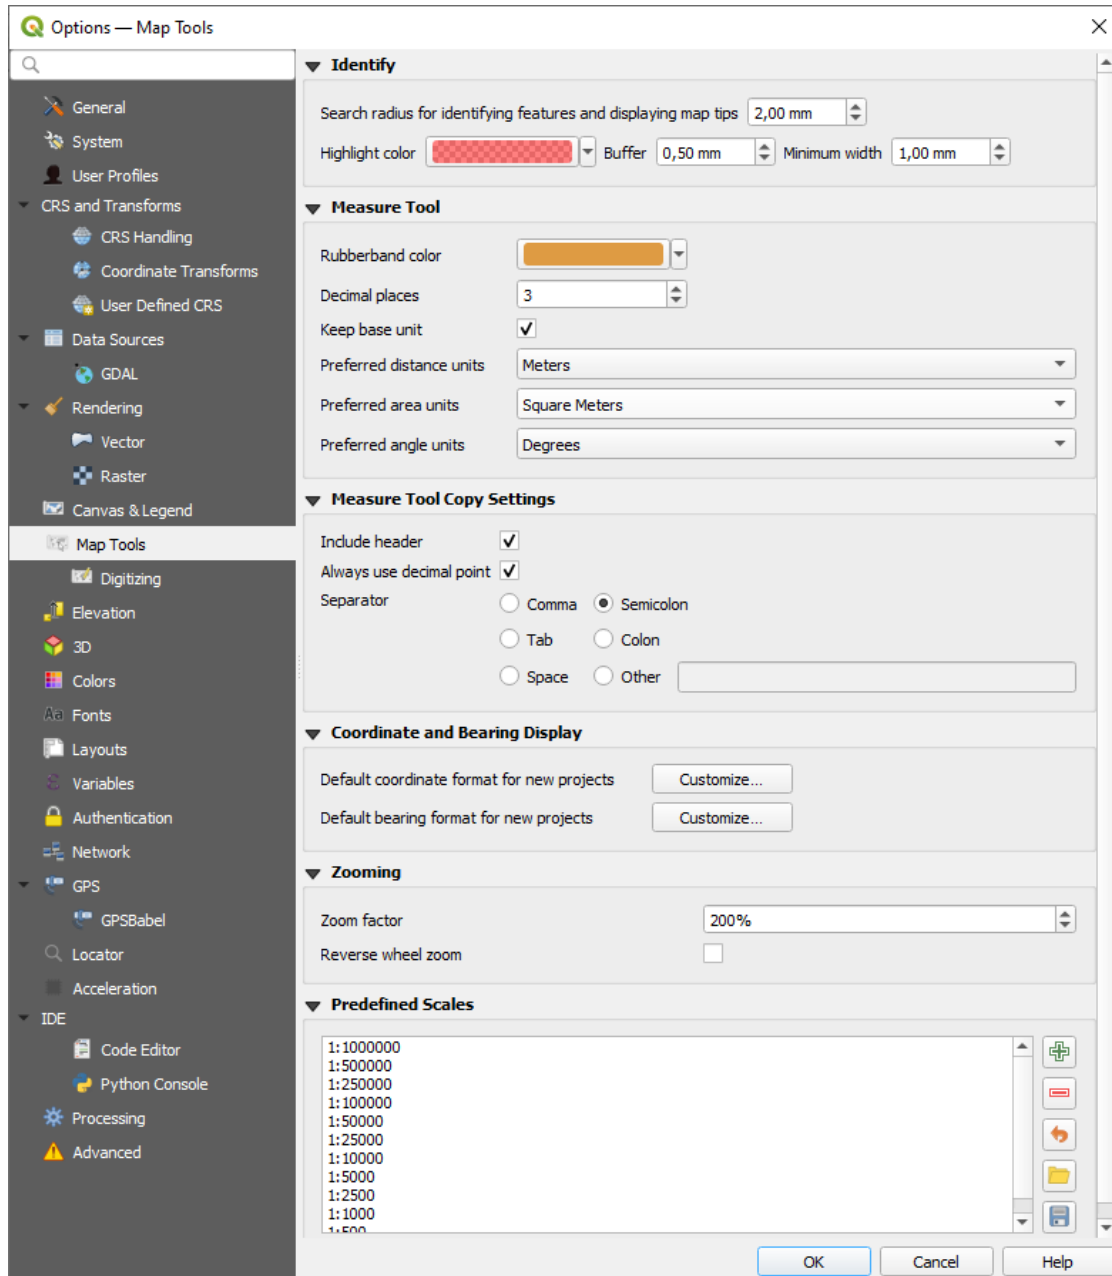 Options — Map Tools
General
System
User Profiles
CRS and Transforms
CRS Handling
Coordinate Transforms
User Defined CRS
Data Sources
GDAL
Rendering
Vector
Raster
Canvas & Legend
Map Tools
Digitizing
Elevation
3D
Colors
Fonts
Layouts
Variables
Authentication
Network
GPS
GPSBabel
Locator
Acceleration
IDE
Code Editor
Python Console
Processing
Advanced
Identify
Search radius for identifying features and displaying map tips 2,00 mm
Highlight color Buffer 0,50 mm Minimum width 1,00 mm
Measure Tool
Rubberband color
Decimal places 3
Keep base unit
Preferred distance units Meters
Preferred area units Square Meters
Preferred angle units Degrees
Measure Tool Copy Settings
Include header
Always use decimal point
Separator Comma Semicolon
Tab Colon
Space Other
Coordinate and Bearing Display
Default coordinate format for new projects Customize...
Default bearing format for new projects Customize...
Zooming
Zoom factor 200%
Reverse wheel zoom
Predefined Scales
1:1000000
1:500000
1:250000
1:100000
1:50000
1:25000
1:10000
1:5000
1:2500
1:1000
1:500
OK Cancel Help